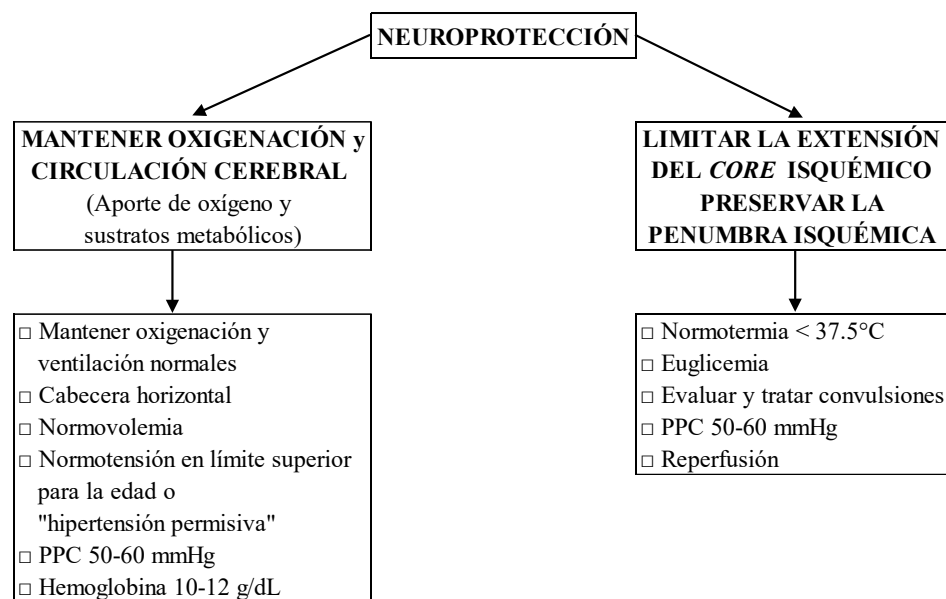 NEUROPROTECCIÓN
MANTENER OXIGENACIÓN y
CIRCULACIÓN CEREBRAL
(Aporte de oxígeno y
sustratos metabólicos)
□ Mantener oxigenación y
ventilación normales
□ Cabecera horizontal
□ Normovolemia
□ Normotensión en límite superior
para la edad o
"hipertensión permisiva"
□ PPC 50-60 mmHg
□ Hemoglobina 10-12 g/dL
LIMITAR LA EXTENSIÓN
DEL CORE ISQUÉMICO
PRESERVAR LA
PENUMBRA ISQUÉMICA
□ Normotermia < 37.5°C
□ Euglicemia
□ Evaluar y tratar convulsiones
□ PPC 50-60 mmHg
□ Reperfusión